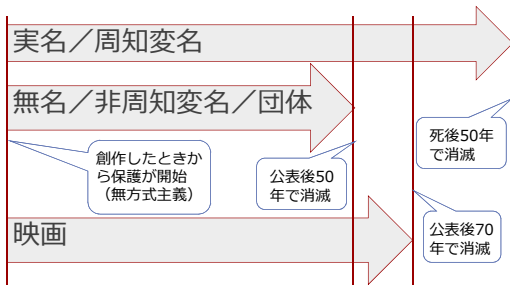 実名／周知変名
無名／非周知変名／団体
創作したときか
ら保護が開始
（無方式主義）
公表後50
年で消滅
死後50年
で消滅
映画
公表後70
年で消滅